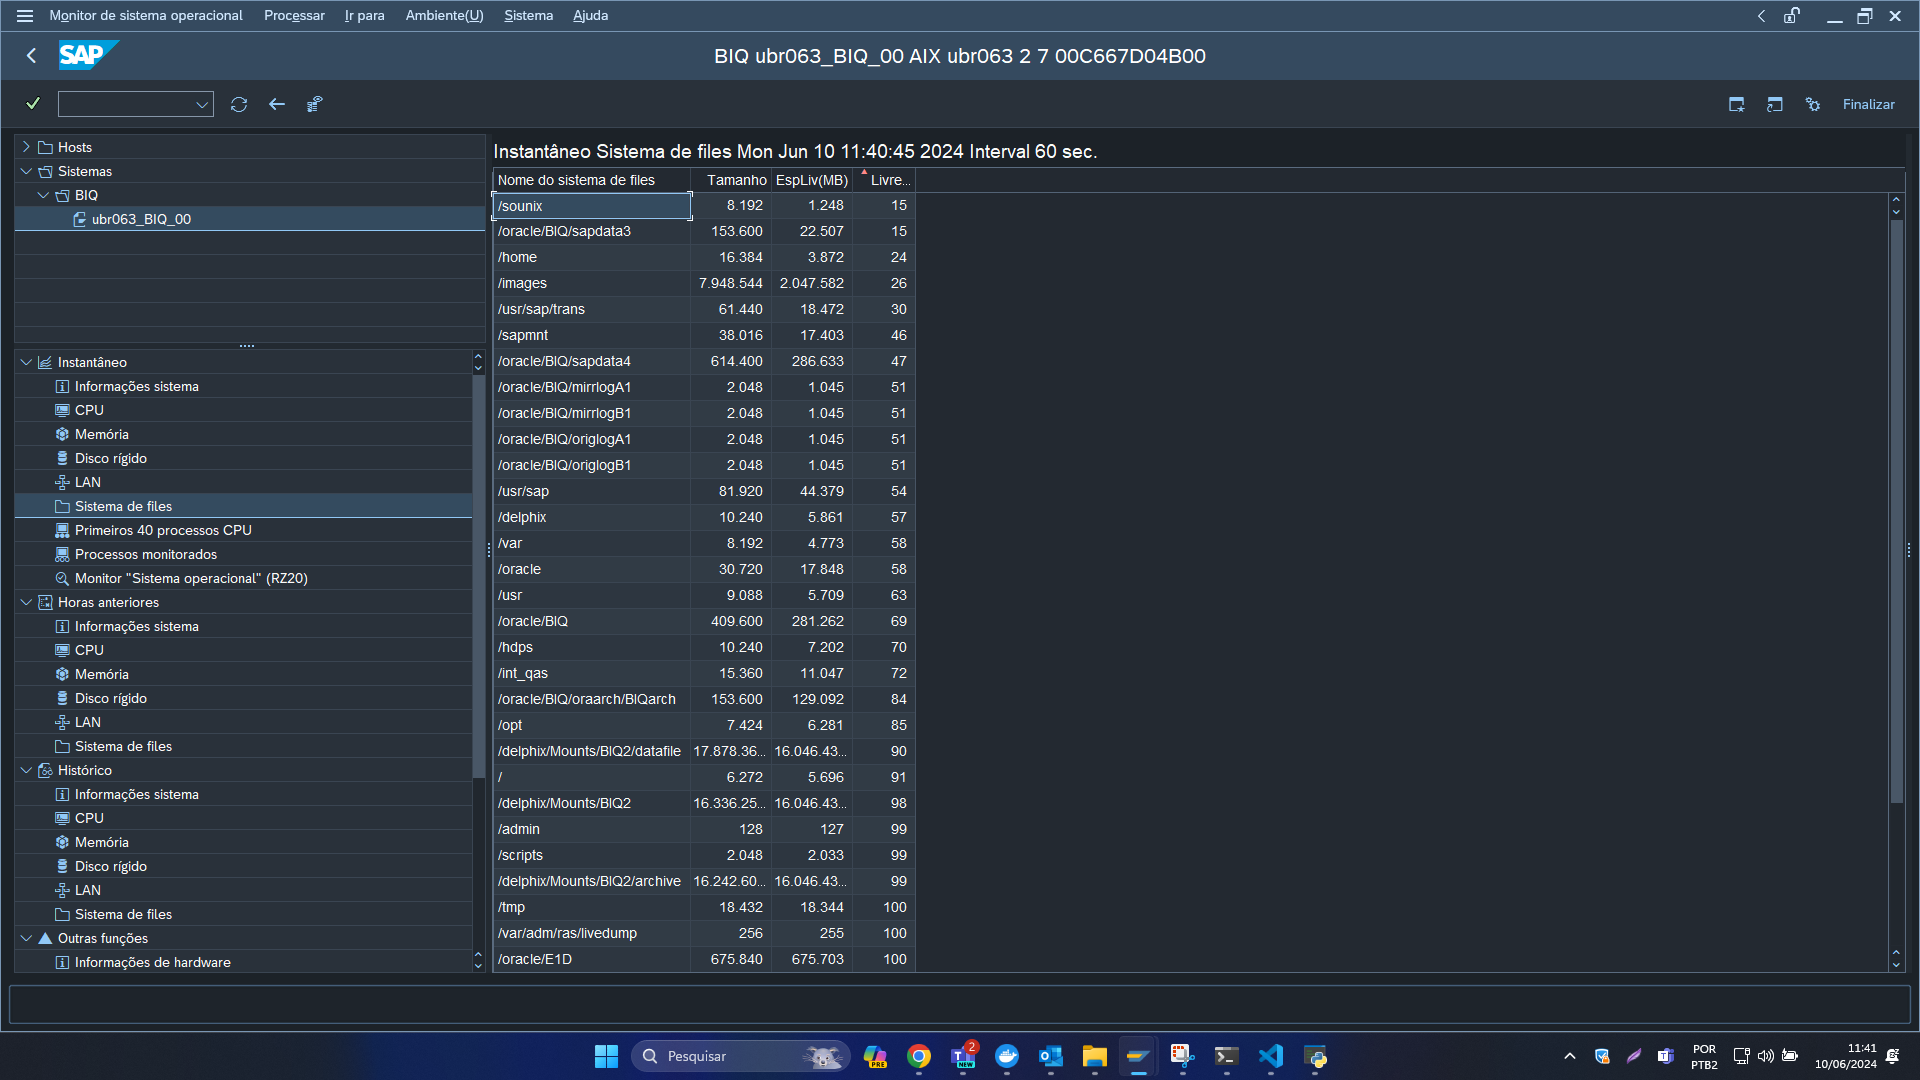 Monitor de sistema operacional Processar Ir para Ambiente(U) Sistema Ajuda
SAP
BIQ ubr063_BIQ_00 AIX ubr063 2 7 00C667D04B00
Finalizar
Hosts
Sistemas
BIQ
ubr063_BIQ_00
Instantâneo
Informações sistema
CPU
Memória
Disco rígido
LAN
Sistema de files
Primeiros 40 processos CPU
Processos monitorados
Monitor "Sistema operacional" (RZ20)
Horas anteriores
Informações sistema
CPU
Memória
Disco rígido
LAN
Sistema de files
Histórico
Informações sistema
CPU
Memória
Disco rígido
LAN
Sistema de files
Outras funções
Informações de hardware
Instantâneo Sistema de files Mon Jun 10 11:40:45 2024 Interval 60 sec.
Nome do sistema de files Tamanho EspLiv(MB) Livre...
/sounix 8.192 1.248 15
/oracle/BIQ/sapdata3 153.600 22.507 15
/home 16.384 3.872 24
/images 7.948.544 2.047.582 26
/usr/sap/trans 61.440 18.472 30
/sapmnt 38.016 17.403 46
/oracle/BIQ/sapdata4 614.400 286.633 47
/oracle/BIQ/mirrlogA1 2.048 1.045 51
/oracle/BIQ/mirrlogB1 2.048 1.045 51
/oracle/BIQ/origlogA1 2.048 1.045 51
/oracle/BIQ/origlogB1 2.048 1.045 51
/usr/sap 81.920 44.379 54
/delphix 10.240 5.861 57
/var 8.192 4.773 58
/oracle 30.720 17.848 58
/usr 9.088 5.709 63
/oracle/BIQ 409.600 281.262 69
/hdps 10.240 7.202 70
/int_qas 15.360 11.047 72
/oracle/BIQ/oraarch/BIQarch 153.600 129.092 84
/opt 7.424 6.281 85
/delphix/Mounts/BIQ2/datafile 17.878.36... 16.046.43... 90
/ 6.272 5.696 91
/delphix/Mounts/BIQ2 16.336.25... 16.046.43... 98
/admin 128 127 99
/scripts 2.048 2.033 99
/delphix/Mounts/BIQ2/archive 16.242.60... 16.046.43... 99
/tmp 18.432 18.344 100
/var/adm/ras/livedump 256 255 100
/oracle/E1D 675.840 675.703 100
Pesquisar
PRE
2
NEW
POR
PTB2
11:41
10/06/2024